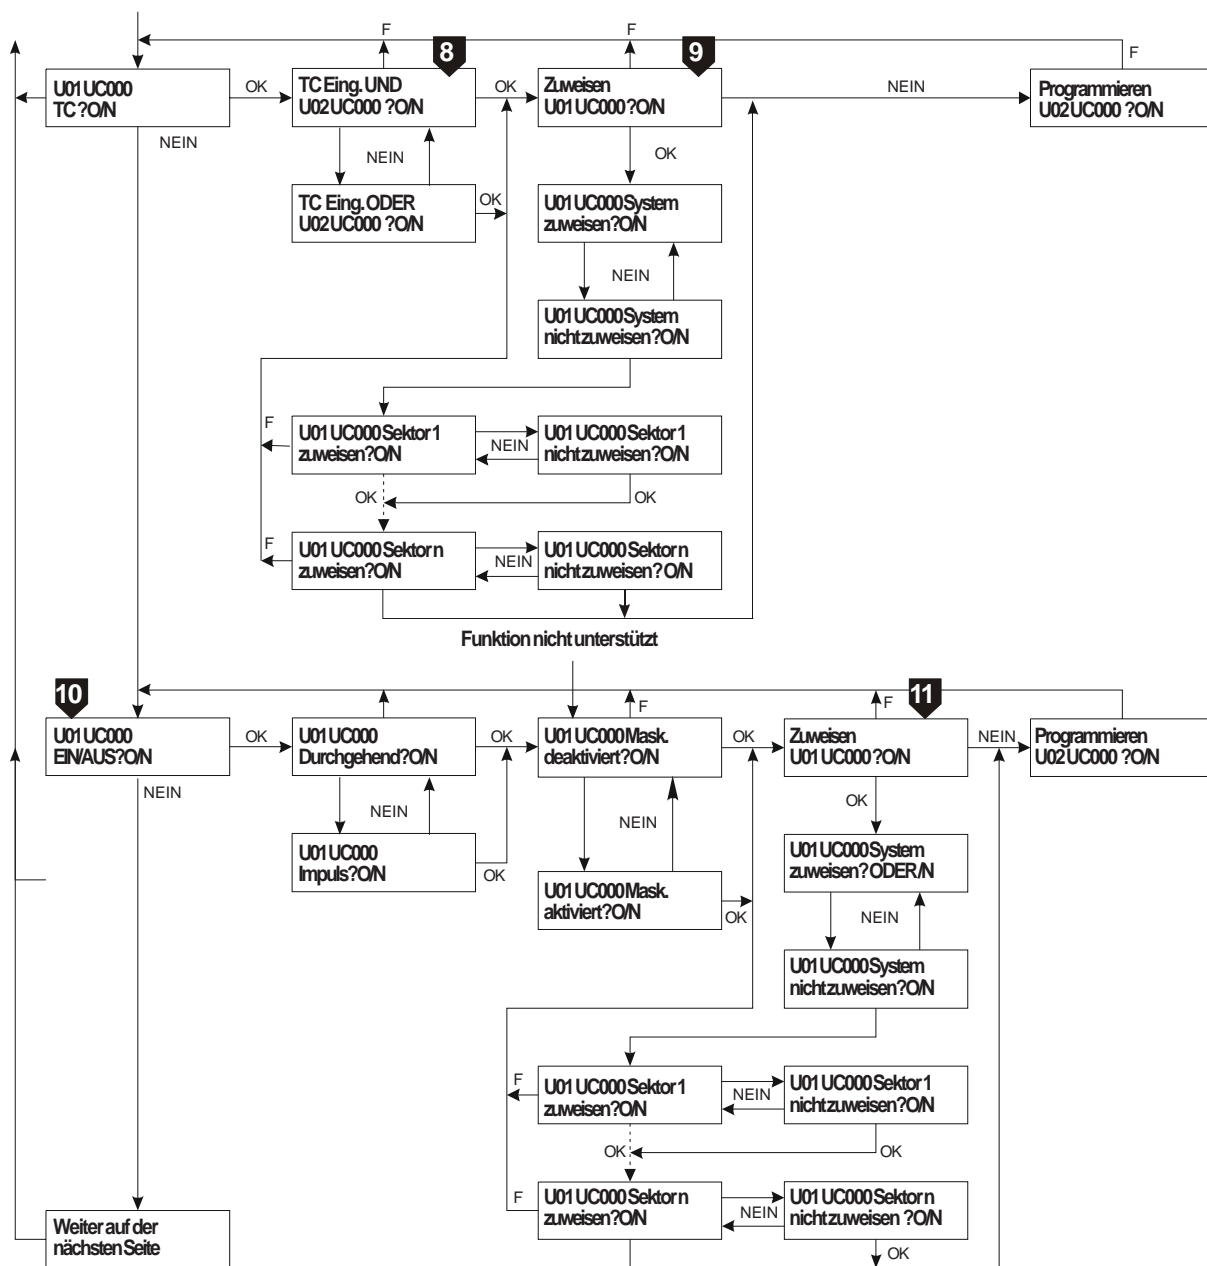 F
F
F
8
9
U01 UC000
TC ?O/N
OK
TC Eing. UND
U02 UC000 ?O/N
OK
Zuweisen
U01 UC000 ?O/N
NEIN
Programmieren
U02 UC000 ?O/N
NEIN
NEIN
OK
TC Eing. ODER
U02 UC000 ?O/N
OK
U01 UC000 System
zuweisen?O/N
NEIN
U01 UC000 System
nicht zuweisen ?O/N
F
U01 UC000 Sektor 1
zuweisen?O/N
NEIN
U01 UC000 Sektor 1
nicht zuweisen?O/N
OK
OK
F
U01 UC000 Sektor n
zuweisen?O/N
NEIN
U01 UC000 Sektor n
nicht zuweisen? O/N
Funktion nicht unterstützt
10
11
F
F
U01 UC000
EIN/AUS?O/N
OK
U01 UC000
Durchgehend?O/N
OK
U01 UC000 Mask.
deaktiviert?O/N
OK
Zuweisen
U01 UC000 ?O/N
NEIN
Programmieren
U02 UC000 ?O/N
NEIN
NEIN
NEIN
OK
U01 UC000
Impuls?O/N
OK
U01 UC000 Mask.
aktiviert?O/N
OK
U01 UC000 System
zuweisen? ODER/N
NEIN
U01 UC000 System
nicht zuweisen?O/N
F
U01 UC000 Sektor 1
zuweisen?O/N
NEIN
U01 UC000 Sektor 1
nicht zuweisen?O/N
OK
OK
F
U01 UC000 Sektor n
zuweisen?O/N
NEIN
U01 UC000 Sektor n
nicht zuweisen ?O/N
OK
Weiter auf der
nächsten Seite